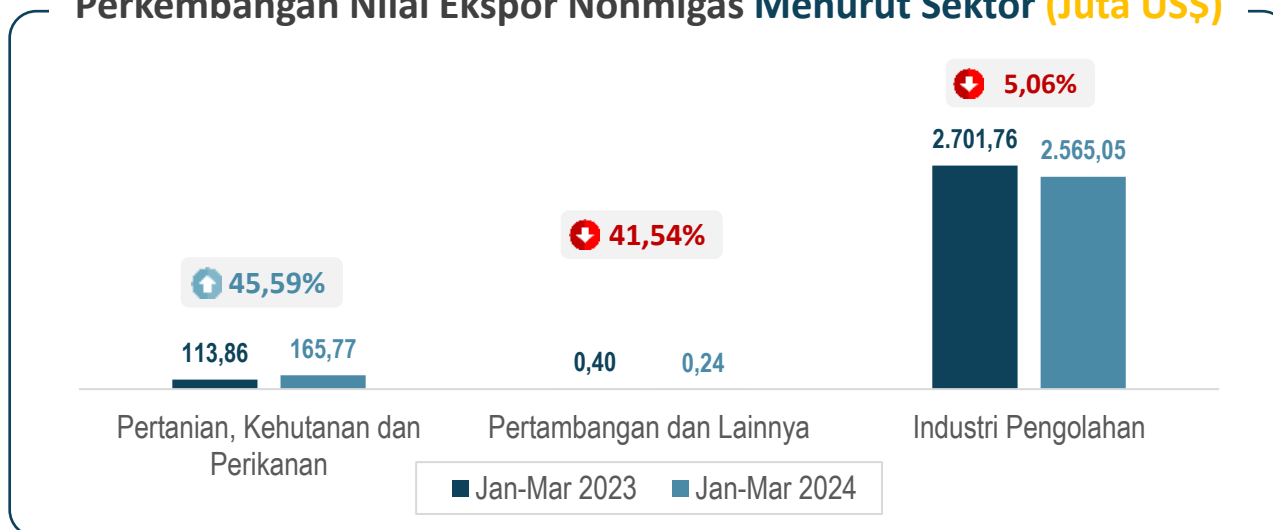 Perkembangan Nilai Ekspor Nonmigas Menurut Sektor (Juta US$)
5,06%
2.701,76 2.565,05
41,54%
45,59%
113,86 165,77
0,40 0,24
Pertanian, Kehutanan dan
Perikanan
Pertambangan dan Lainnya
Industri Pengolahan
Jan-Mar 2023 Jan-Mar 2024